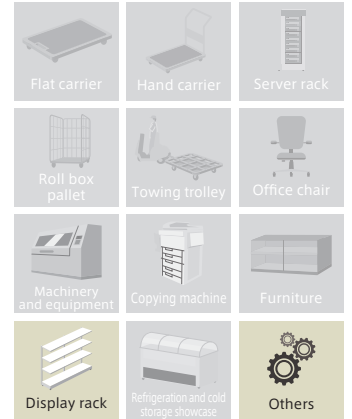 Flat carrier
Hand carrier
Server rack
Roll box
pallet
Towing trolley
Office chair
Machinery
and equipment
Copying machine
Furniture
Display rack
Refrigeration and cold
storage showcase
Others